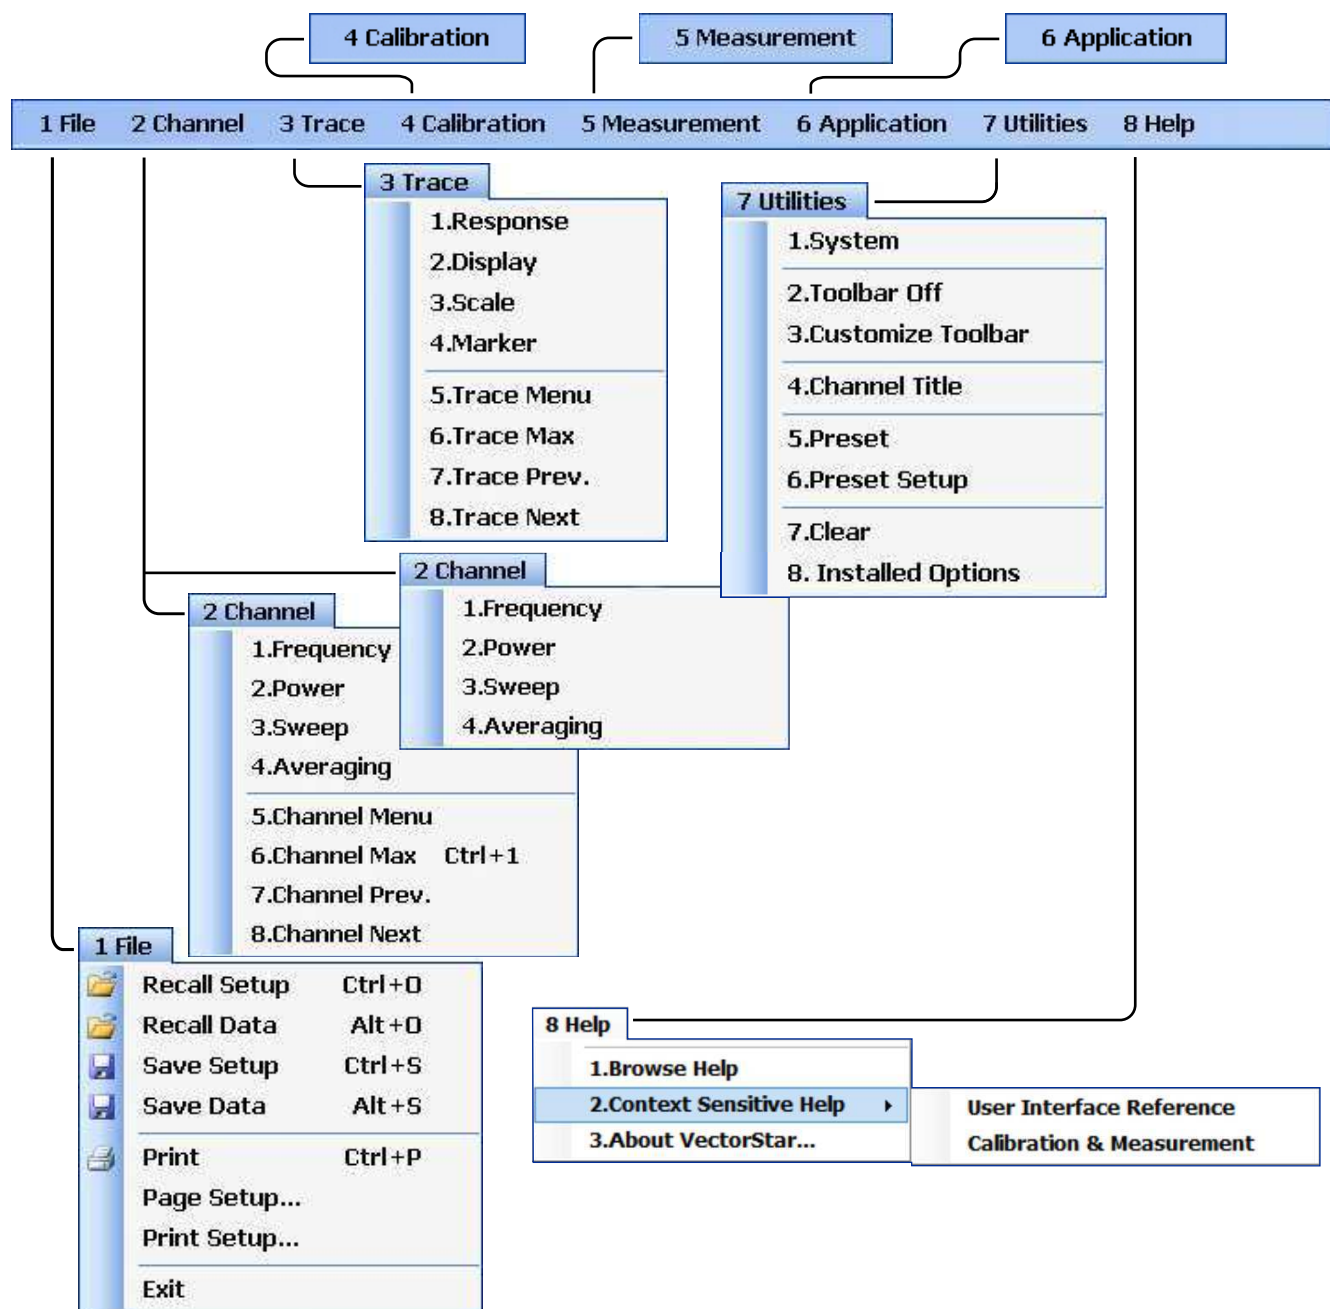 4 Calibration
5 Measurement
6 Application
1 File 2 Channel 3 Trace 4 Calibration 5 Measurement 6 Application 7 Utilities 8 Help
3 Trace
1.Response
2.Display
3.Scale
4.Marker
5.Trace Menu
6.Trace Max
7.Trace Prev.
8.Trace Next
7 Utilities
1.System
2.Toolbar Off
3.Customize Toolbar
4.Channel Title
5.Preset
6.Preset Setup
7.Clear
8. Installed Options
2 Channel
1.Frequency
2.Power
3.Sweep
4.Averaging
2 Channel
1.Frequency
2.Power
3.Sweep
4.Averaging
5.Channel Menu
6.Channel Max Ctrl+1
7.Channel Prev.
8.Channel Next
1 File
Recall Setup Ctrl+O
Recall Data Alt+O
Save Setup Ctrl+S
Save Data Alt+S
Print Ctrl+P
Page Setup...
Print Setup...
Exit
8 Help
1.Browse Help
2.Context Sensitive Help
3.About VectorStar...
User Interface Reference
Calibration & Measurement